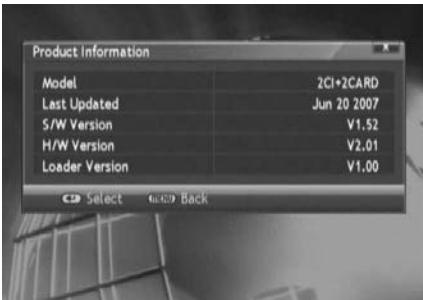 Product Information
Model 2CI+2CARD
Last Updated Jun 20 2007
S/W Version V1.52
H/W Version V2.01
Loader Version V1.00
Select MENU Back